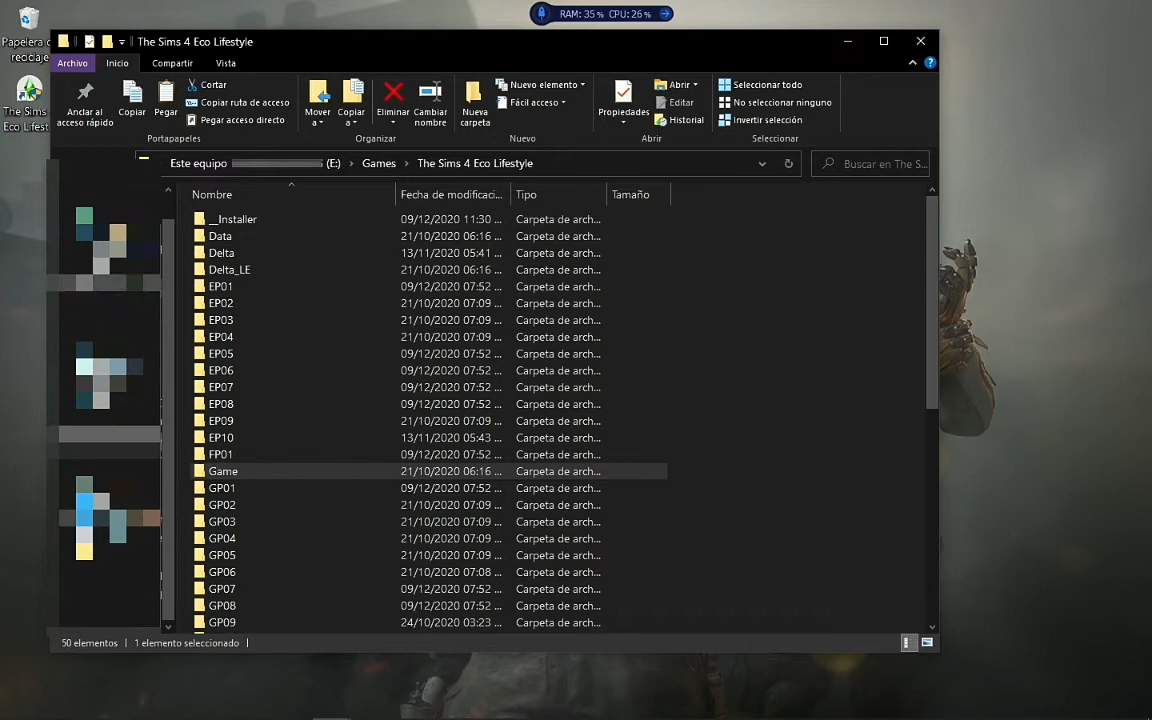 RAM: 35 % CPU: 26 %
Papelera
reciclaje
The Sims
Eco Lifest
The Sims 4 Eco Lifestyle
Archivo Inicio Compartir Vista
Anclar al acceso rápido
Copiar
Pegar
Cortar
Copiar ruta de acceso
Pegar acceso directo
Portapapeles
Mover a
Copiar a
Eliminar
Cambiar nombre
Organizar
Nueva carpeta
Nuevo elemento
Fácil acceso
Nuevo
Propiedades
Abrir
Editar
Historial
Abrir
Seleccionar todo
No seleccionar ninguno
Invertir selección
Seleccionar
Este equipo (E:) > Games > The Sims 4 Eco Lifestyle
Buscar en The S...
Nombre Fecha de modificaci... Tipo Tamaño
__Installer 09/12/2020 11:30 ... Carpeta de arch...
Data 21/10/2020 06:16 ... Carpeta de arch...
Delta 13/11/2020 05:41 ... Carpeta de arch...
Delta_LE 21/10/2020 06:16 ... Carpeta de arch...
EP01 09/12/2020 07:52 ... Carpeta de arch...
EP02 21/10/2020 07:09 ... Carpeta de arch...
EP03 21/10/2020 07:09 ... Carpeta de arch...
EP04 21/10/2020 07:09 ... Carpeta de arch...
EP05 09/12/2020 07:52 ... Carpeta de arch...
EP06 09/12/2020 07:52 ... Carpeta de arch...
EP07 09/12/2020 07:52 ... Carpeta de arch...
EP08 09/12/2020 07:52 ... Carpeta de arch...
EP09 21/10/2020 07:09 ... Carpeta de arch...
EP10 13/11/2020 05:43 ... Carpeta de arch...
FP01 09/12/2020 07:52 ... Carpeta de arch...
Game 21/10/2020 06:16 ... Carpeta de arch...
GP01 09/12/2020 07:52 ... Carpeta de arch...
GP02 21/10/2020 07:09 ... Carpeta de arch...
GP03 21/10/2020 07:09 ... Carpeta de arch...
GP04 21/10/2020 07:09 ... Carpeta de arch...
GP05 21/10/2020 07:09 ... Carpeta de arch...
GP06 21/10/2020 07:08 ... Carpeta de arch...
GP07 09/12/2020 07:52 ... Carpeta de arch...
GP08 09/12/2020 07:52 ... Carpeta de arch...
GP09 24/10/2020 03:23 ... Carpeta de arch...
50 elementos 1 elemento seleccionado